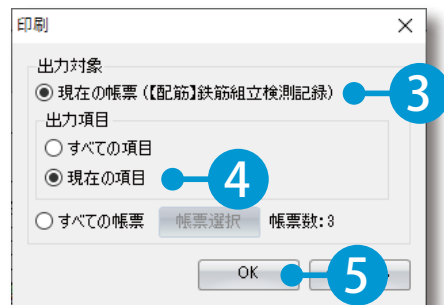 印刷
出力対象
現在の帳票(【配筋】鉄筋組立検測記録) 3
出力項目
すべての項目
現在の項目 4
すべての帳票 帳票選択 帳票数:3
OK 5